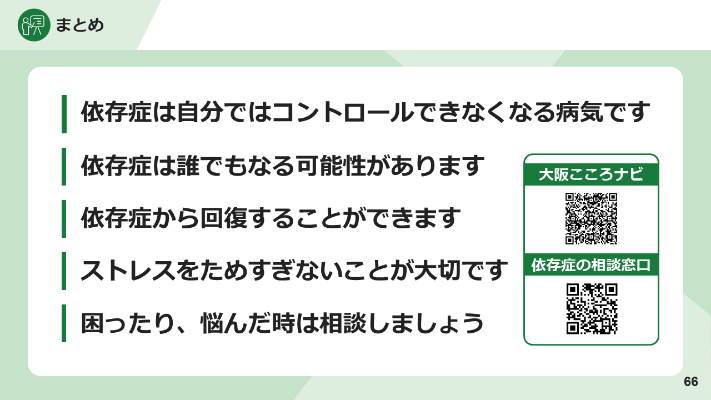 まとめ
依存症は自分ではコントロールできなくなる病気です
依存症は誰でもなる可能性があります
依存症から回復することができます
ストレスをためすぎないことが大切です
困ったり、悩んだ時は相談しましょう
大阪こころナビ
依存症の相談窓口
66